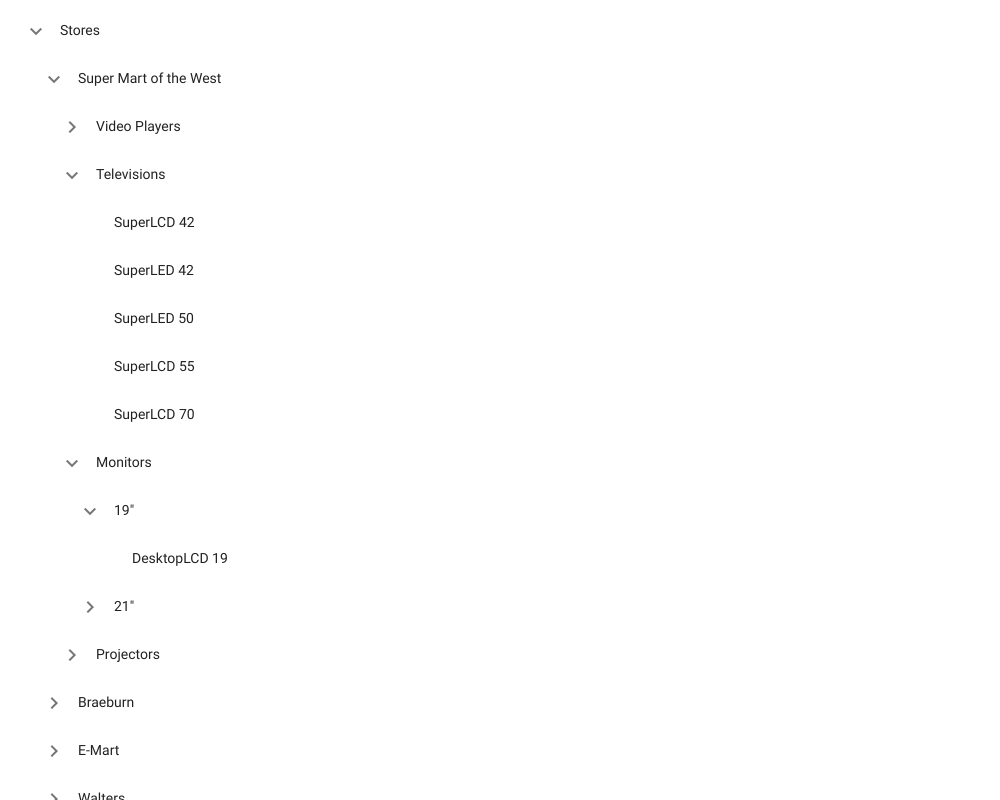 Stores
Super Mart of the West
Video Players
Televisions
SuperLCD 42
SuperLED 42
SuperLED 50
SuperLCD 55
SuperLCD 70
Monitors
19"
DesktopLCD 19
21"
Projectors
Braeburn
E-Mart
Walters